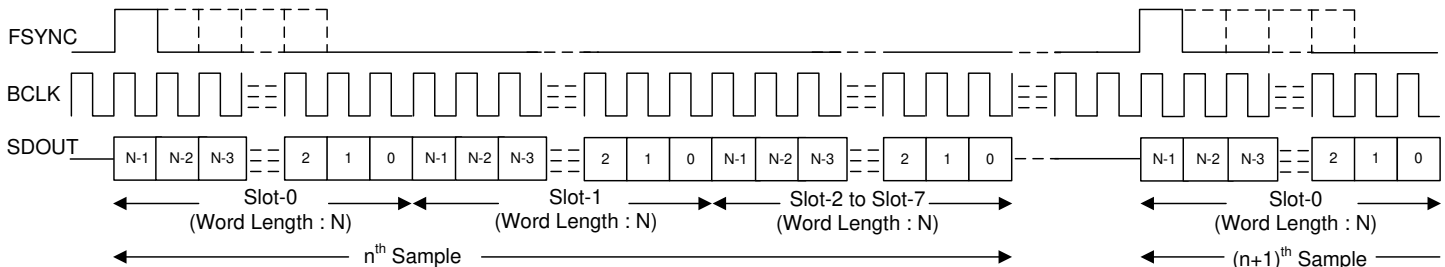 FSYNC
BCLK
SDOUT N-1 N-2 N-3 2 1 0 N-1 N-2 N-3 2 1 0 N-1 N-2 N-3 2 1 0 N-1 N-2 N-3 2 1 0
Slot-0 Slot-1 Slot-2 to Slot-7 Slot-0
(Word Length : N) (Word Length : N) (Word Length : N) (Word Length : N)
nth Sample (n+1)th Sample